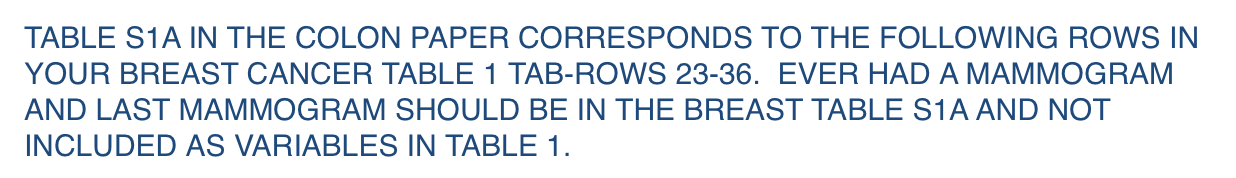 TABLE S1A IN THE COLON PAPER CORRESPONDS TO THE FOLLOWING ROWS IN
YOUR BREAST CANCER TABLE 1 TAB-ROWS 23-36.  EVER HAD A MAMMOGRAM
AND LAST MAMMOGRAM SHOULD BE IN THE BREAST TABLE S1A AND NOT
INCLUDED AS VARIABLES IN TABLE 1.